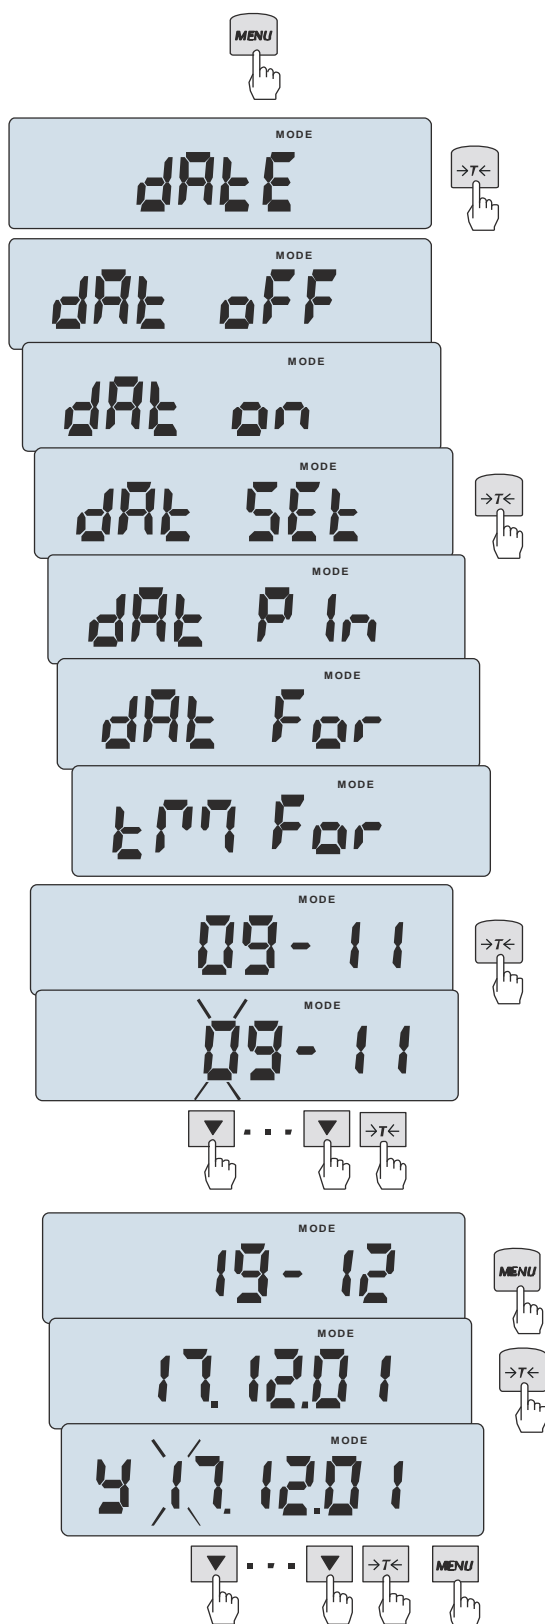 MENU
MODE
dAtE
→T←
MODE
dAt oFF
MODE
dAt on
MODE
dAt SEt
→T←
MODE
dAt PIn
MODE
dAt For
MODE
tM For
MODE
09-11
→T←
MODE
09-11
▼ . . . ▼ →T←
MODE
19-12
MENU
MODE
17.12.01
→T←
MODE
y 17.12.01
▼ . . . ▼ →T← MENU